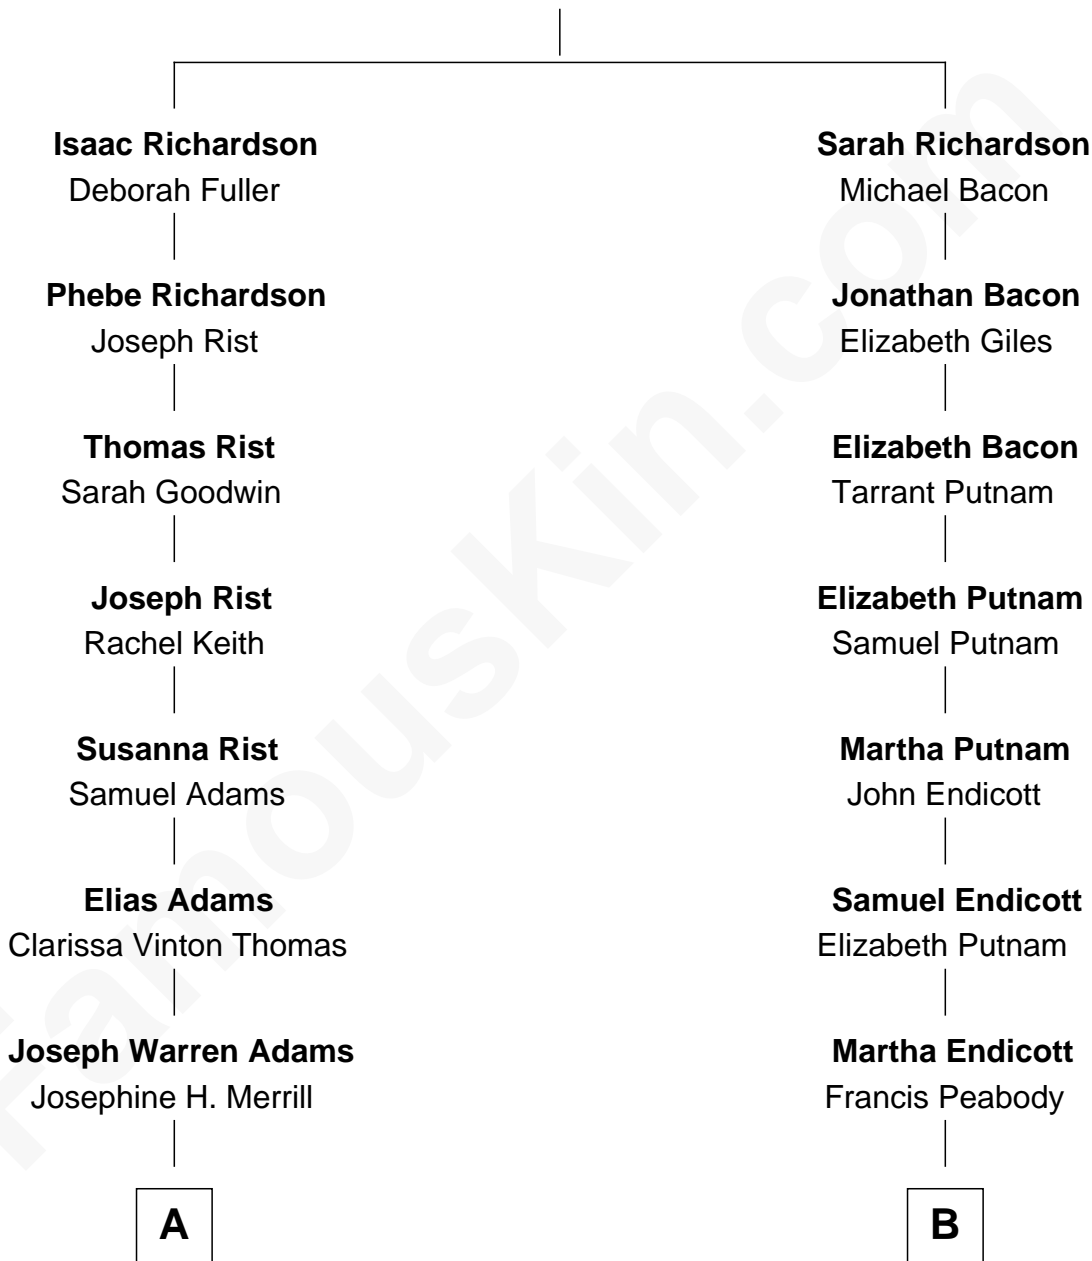 Isaac Richardson
Deborah Fuller
Phebe Richardson
Joseph Rist
Thomas Rist
Sarah Goodwin
Joseph Rist
Rachel Keith
Susanna Rist
Samuel Adams
Elias Adams
Clarissa Vinton Thomas
Joseph Warren Adams
Josephine H. Merrill
A
Sarah Richardson
Michael Bacon
Jonathan Bacon
Elizabeth Giles
Elizabeth Bacon
Tarrant Putnam
Elizabeth Putnam
Samuel Putnam
Martha Putnam
John Endicott
Samuel Endicott
Elizabeth Putnam
Martha Endicott
Francis Peabody
B
FamousKin.com